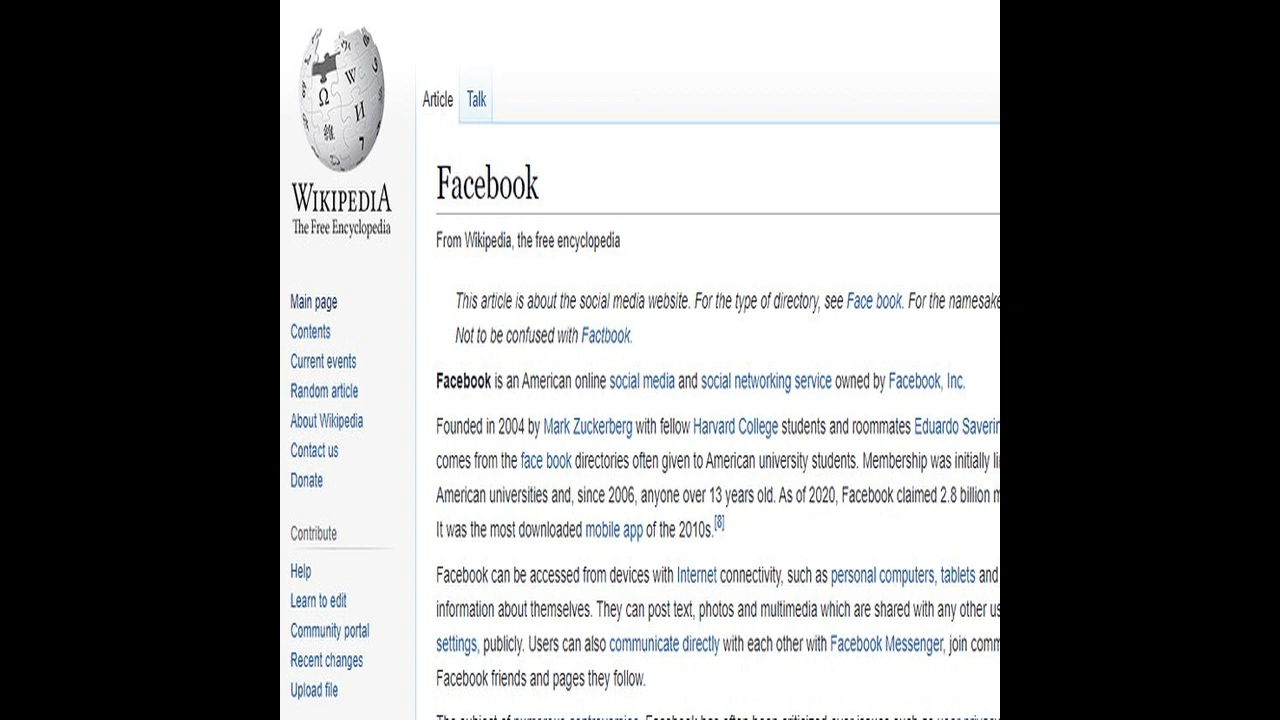 WIKIPEDIA
The Free Encyclopedia
Main page
Contents
Current events
Random article
About Wikipedia
Contact us
Donate
Contribute
Help
Learn to edit
Community portal
Recent changes
Upload file
Article Talk
Facebook
From Wikipedia, the free encyclopedia
This article is about the social media website. For the type of directory, see Face book. For the namesake
Not to be confused with Factbook.
Facebook is an American online social media and social networking service owned by Facebook, Inc.
Founded in 2004 by Mark Zuckerberg with fellow Harvard College students and roommates Eduardo
comes from the face book directories often given to American university students. Membership was initially
American universities and, since 2006, anyone over 13 years old. As of 2020, Facebook claimed 2.8 billion
It was the most downloaded mobile app of the 2010s.[8]
Facebook can be accessed from devices with Internet connectivity, such as personal computers, tablets and
information about themselves. They can post text, photos and multimedia which are shared with any other
settings, publicly. Users can also communicate directly with each other with Facebook Messenger, join
Facebook friends and pages they follow.